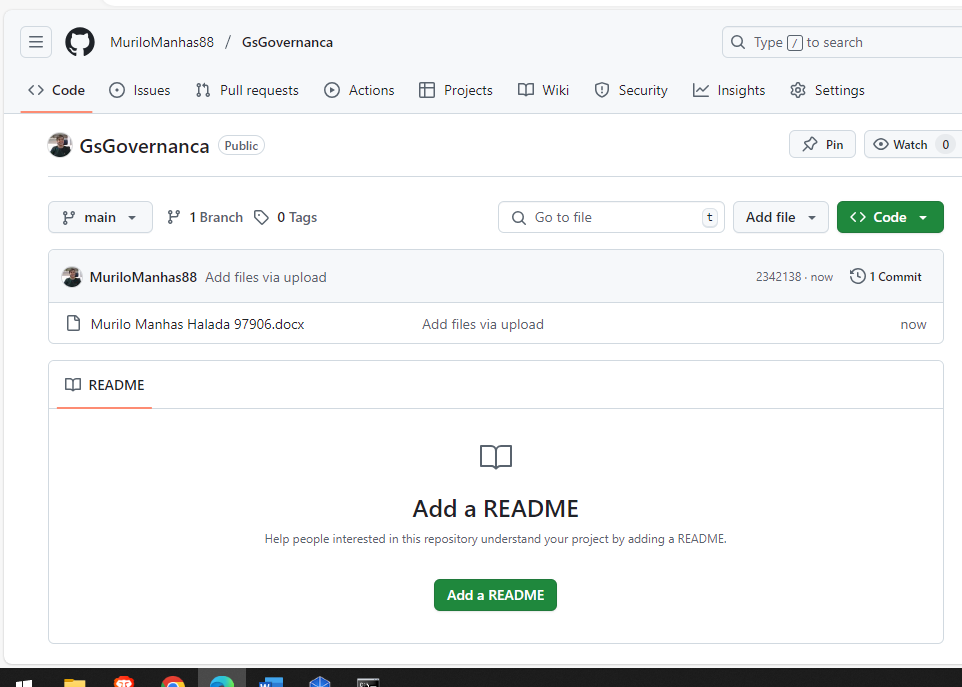 MuriloManhas88 / GsGovernanca
Type / to search
Code Issues Pull requests Actions Projects Wiki Security Insights Settings
GsGovernanca Public
Pin
Watch 0
main
1 Branch
0 Tags
Go to file t
Add file
Code
MuriloManhas88 Add files via upload 2342138 · now 1 Commit
Murilo Manhas Halada 97906.docx Add files via upload now
README
Add a README
Help people interested in this repository understand your project by adding a README.
Add a README